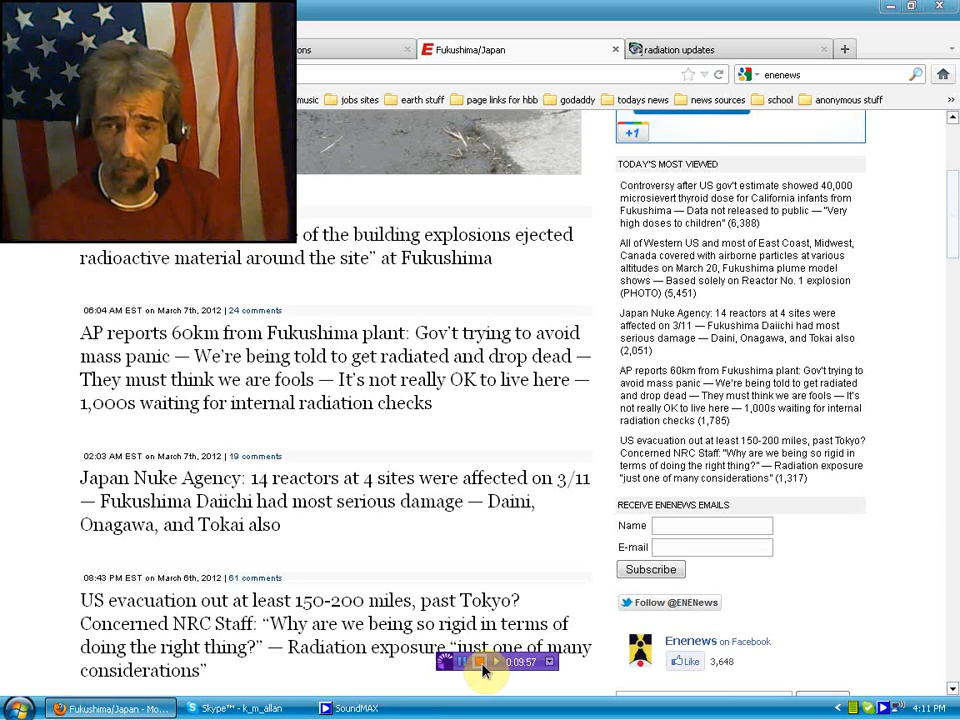 ons
Fukushima/Japan
radiation updates
enenews
music
jobs sites
earth stuff
page links for hbb
godaddy
todays news
news sources
school
anonymous stuff
»
+1
TODAY'S MOST VIEWED
Controversy after US gov't estimate showed 40,000
microsievert thyroid dose for California infants from
Fukushima — Data not released to public — "Very
high doses to children" (6,388)
All of Western US and most of East Coast, Midwest,
Canada covered with airborne particles at various
altitudes on March 20, Fukushima plume model
shows — Based solely on Reactor No. 1 explosion
(PHOTO) (5,451)
Japan Nuke Agency: 14 reactors at 4 sites were
affected on 3/11 — Fukushima Daiichi had most
serious damage — Daini, Onagawa, and Tokai also
(2,051)
AP reports 60km from Fukushima plant: Gov't trying to
avoid mass panic — We're being told to get radiated
and drop dead — They must think we are fools — It's
not really OK to live here — 1,000s waiting for internal
radiation checks (1,785)
US evacuation out at least 150-200 miles, past Tokyo?
Concerned NRC Staff: "Why are we being so rigid in
terms of doing the right thing?" — Radiation exposure
"just one of many considerations" (1,317)
RECEIVE ENENEWS EMAILS
Name
E-mail
Subscribe
Follow @ENENews
Enenews on Facebook
Like 3,648
of the building explosions ejected
radioactive material around the site" at Fukushima
06:04 AM EST on March 7th, 2012 | 24 comments
AP reports 60km from Fukushima plant: Gov't trying to avoid
mass panic — We're being told to get radiated and drop dead —
They must think we are fools — It's not really OK to live here —
1,000s waiting for internal radiation checks
02:03 AM EST on March 7th, 2012 | 19 comments
Japan Nuke Agency: 14 reactors at 4 sites were affected on 3/11
— Fukushima Daiichi had most serious damage — Daini,
Onagawa, and Tokai also
08:43 PM EST on March 6th, 2012 | 61 comments
US evacuation out at least 150-200 miles, past Tokyo?
Concerned NRC Staff: "Why are we being so rigid in terms of
doing the right thing?" — Radiation exposure "just one of many
considerations"
0:09:57
Fukushima/Japan - Mo...
Skype™ - k_m_allan
SoundMAX
4:11 PM